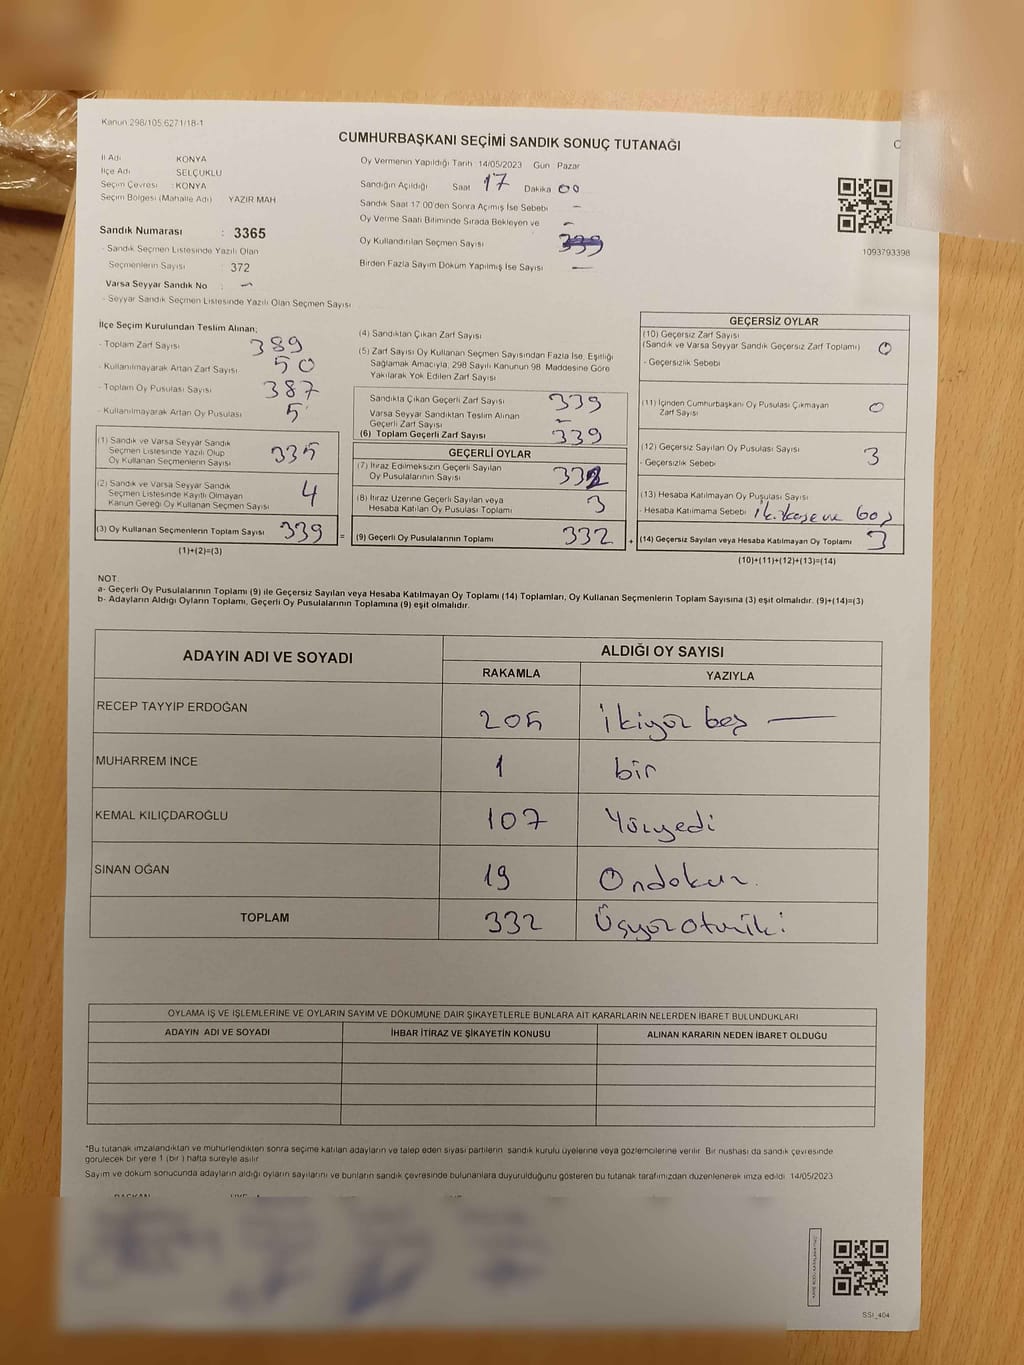 Kanun 298/105,6271/18-1
CUMHURBAŞKANI SEÇİMİ SANDIK SONUÇ TUTANAĞI
İl Adı KONYA
İlçe Adı SELÇUKLU
Seçim Çevresi : KONYA
Seçim Bölgesi (Mahalle Adı) YAZIR MAH
Sandık Numarası : 3365
- Sandık Seçmen Listesinde Yazılı Olan
Seçmenlerin Sayısı : 372
Varsa Seyyar Sandık No : -
- Seyyar Sandık Seçmen Listesinde Yazılı Olan Seçmen Sayısı
Oy Vermenin Yapıldığı Tarih 14/05/2023 Gün : Pazar
Sandığın Açıldığı Saat 17 Dakika 00
Sandık Saat 17.00'den Sonra Açımış İse Sebebi -
Oy Verme Saati Bitiminde Sırada Bekleyen ve -
Oy Kullandırılan Seçmen Sayısı 339
Birden Fazla Sayım Döküm Yapılmış İse Sayısı -
1093793398
İlçe Seçim Kurulundan Teslim Alınan;
- Toplam Zarf Sayısı 389
- Kullanılmayarak Artan Zarf Sayısı 50
- Toplam Oy Pusulası Sayısı 387
- Kullanılmayarak Artan Oy Pusulası 5
(1) Sandık ve Varsa Seyyar Sandık
Seçmen Listesinde Yazılı Olup
Oy Kullanan Seçmenlerin Sayısı 335
(2) Sandık ve Varsa Seyyar Sandık
Seçmen Listesinde Kayıtlı Olmayan
Kanun Gereği Oy Kullanan Seçmen Sayısı 4
(3) Oy Kullanan Seçmenlerin Toplam Sayısı 339
(1)+(2)=(3)
(4) Sandıktan Çıkan Zarf Sayısı
(5) Zarf Sayısı Oy Kullanan Seçmen Sayısından Fazla İse, Eşitliği
Sağlamak Amacıyla, 298 Sayılı Kanunun 98. Maddesine Göre
Yakılarak Yok Edilen Zarf Sayısı
Sandıkta Çıkan Geçerli Zarf Sayısı 339
Varsa Seyyar Sandıktan Teslim Alınan
Geçerli Zarf Sayısı -
(6) Toplam Geçerli Zarf Sayısı 339
GEÇERLİ OYLAR
(7) İtiraz Edilmeksizin Geçerli Sayılan
Oy Pusulalarının Sayısı 332
(8) İtiraz Üzerine Geçerli Sayılan veya
Hesaba Katılan Oy Pusulası Toplamı 3
= (9) Geçerli Oy Pusulalarının Toplamı 332
GEÇERSİZ OYLAR
(10) Geçersiz Zarf Sayısı
(Sandık ve Varsa Seyyar Sandık Geçersiz Zarf Toplamı) 0
- Geçersizlik Sebebi
(11) İçinden Cumhurbaşkanı Oy Pusulası Çıkmayan
Zarf Sayısı 0
(12) Geçersiz Sayılan Oy Pusulası Sayısı 3
- Geçersizlik Sebebi
(13) Hesaba Katılmayan Oy Pusulası Sayısı
- Hesaba Katılmama Sebebi boş
+ (14) Geçersiz Sayılan veya Hesaba Katılmayan Oy Toplamı 3
(10)+(11)+(12)+(13)=(14)
NOT.
a- Geçerli Oy Pusulalarının Toplamı (9) ile Geçersiz Sayılan veya Hesaba Katılmayan Oy Toplamı (14) Toplamları, Oy Kullanan Seçmenlerin Toplam Sayısına (3) eşit olmalıdır. (9)+(14)=(3)
b- Adayların Aldığı Oyların Toplamı, Geçerli Oy Pusulalarının Toplamına (9) eşit olmalıdır.
ADAYIN ADI VE SOYADI
ALDIĞI OY SAYISI
RAKAMLA YAZIYLA
RECEP TAYYİP ERDOĞAN 205 İkiyüz beş —
MUHARREM İNCE 1 bir
KEMAL KILIÇDAROĞLU 107 Yüzyedi
SİNAN OĞAN 19 Ondokuz.
TOPLAM 332 Üçyüzotuziki
OYLAMA İŞ VE İŞLEMLERİNE VE OYLARIN SAYIM VE DÖKÜMÜNE DAİR ŞİKAYETLERLE BUNLARA AİT KARARLARIN NELERDEN İBARET BULUNDUKLARI
ADAYIN ADI VE SOYADI İHBAR İTİRAZ VE ŞİKAYETİN KONUSU ALINAN KARARIN NEDEN İBARET OLDUĞU
*Bu tutanak imzalandıktan ve mühürlendikten sonra seçime katılan adayların ve talep eden siyasi partilerin sandık kurulu üyelerine veya gözlemcilerine verilir. Bir nushası da sandık çevresinde
görülecek bir yere 1 (bir ) hafta süreyle asılır.
Sayım ve döküm sonucunda adayların aldığı oyların sayılarını ve bunların sandık çevresinde bulunanlara duyurulduğunu gösteren bu tutanak tarafımızdan düzenlenerek imza edildi 14/05/2023
BAŞKAN
SSI_404